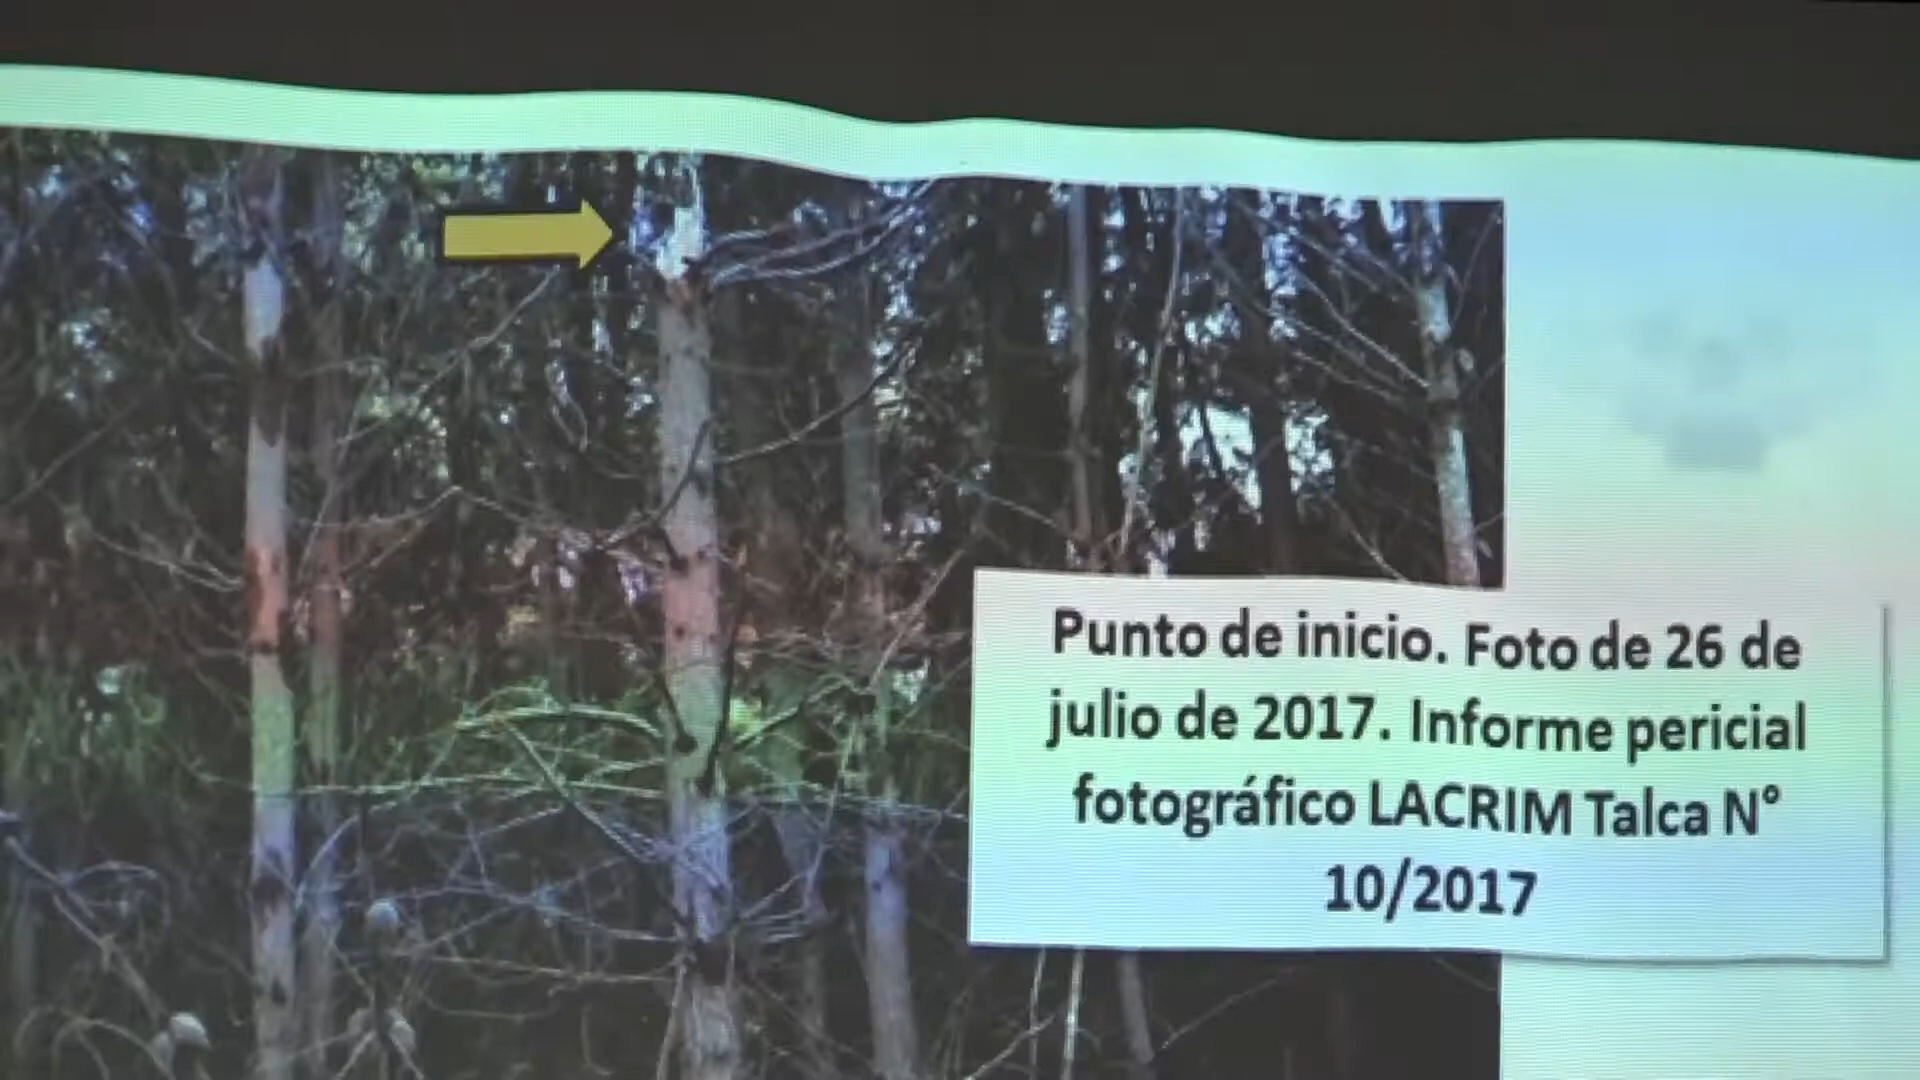 Punto de inicio. Foto de 26 de
julio de 2017. Informe pericial
fotográfico LACRIM Talca N°
10/2017